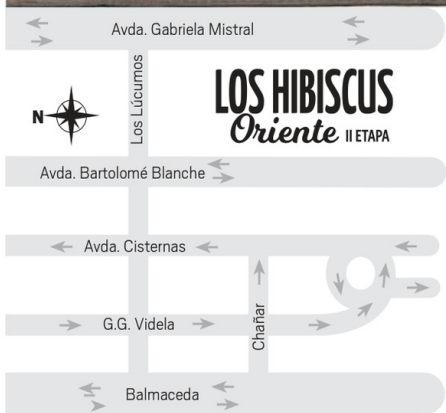 Avda. Gabriela Mistral
Los Lúcumos
LOS HIBISCUS
Oriente II ETAPA
N
Avda. Bartolomé Blanche
Avda. Cisternas
G.G. Videla
Chañar
Balmaceda